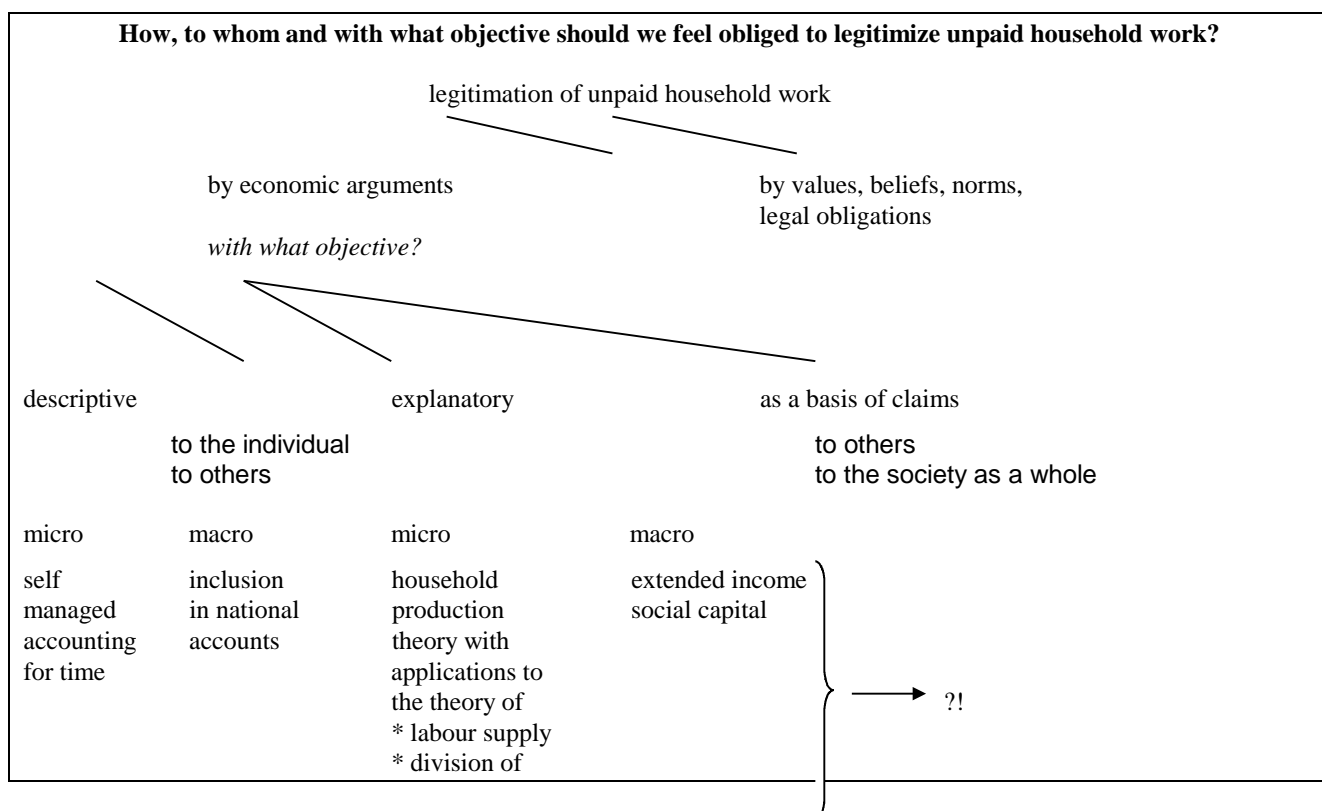 How, to whom and with what objective should we feel obliged to legitimize unpaid household work?
legitimation of unpaid household work
by economic arguments
by values, beliefs, norms,
legal obligations
with what objective?
descriptive
explanatory
as a basis of claims
to the individual
to others
to others
to the society as a whole
micro
macro
micro
macro
self
managed
accounting
for time
inclusion
in national
accounts
household
production
theory with
applications to
the theory of
* labour supply
* division of
extended income
social capital
?!